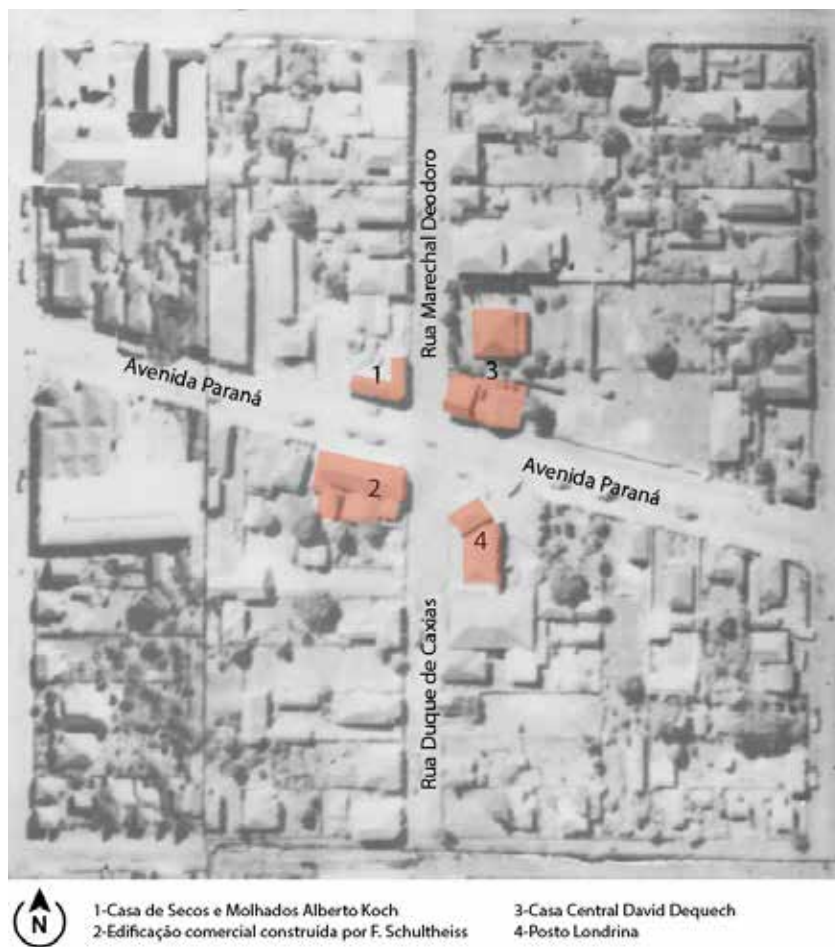 Rua Marechal Deodoro
Avenida Paraná
1
3
2
Avenida Paraná
4
Rua Duque de Caxias
N
1-Casa de Secos e Molhados Alberto Koch
2-Edificação comercial construída por F. Schultheiss
3-Casa Central David Dequech
4-Posto Londrina